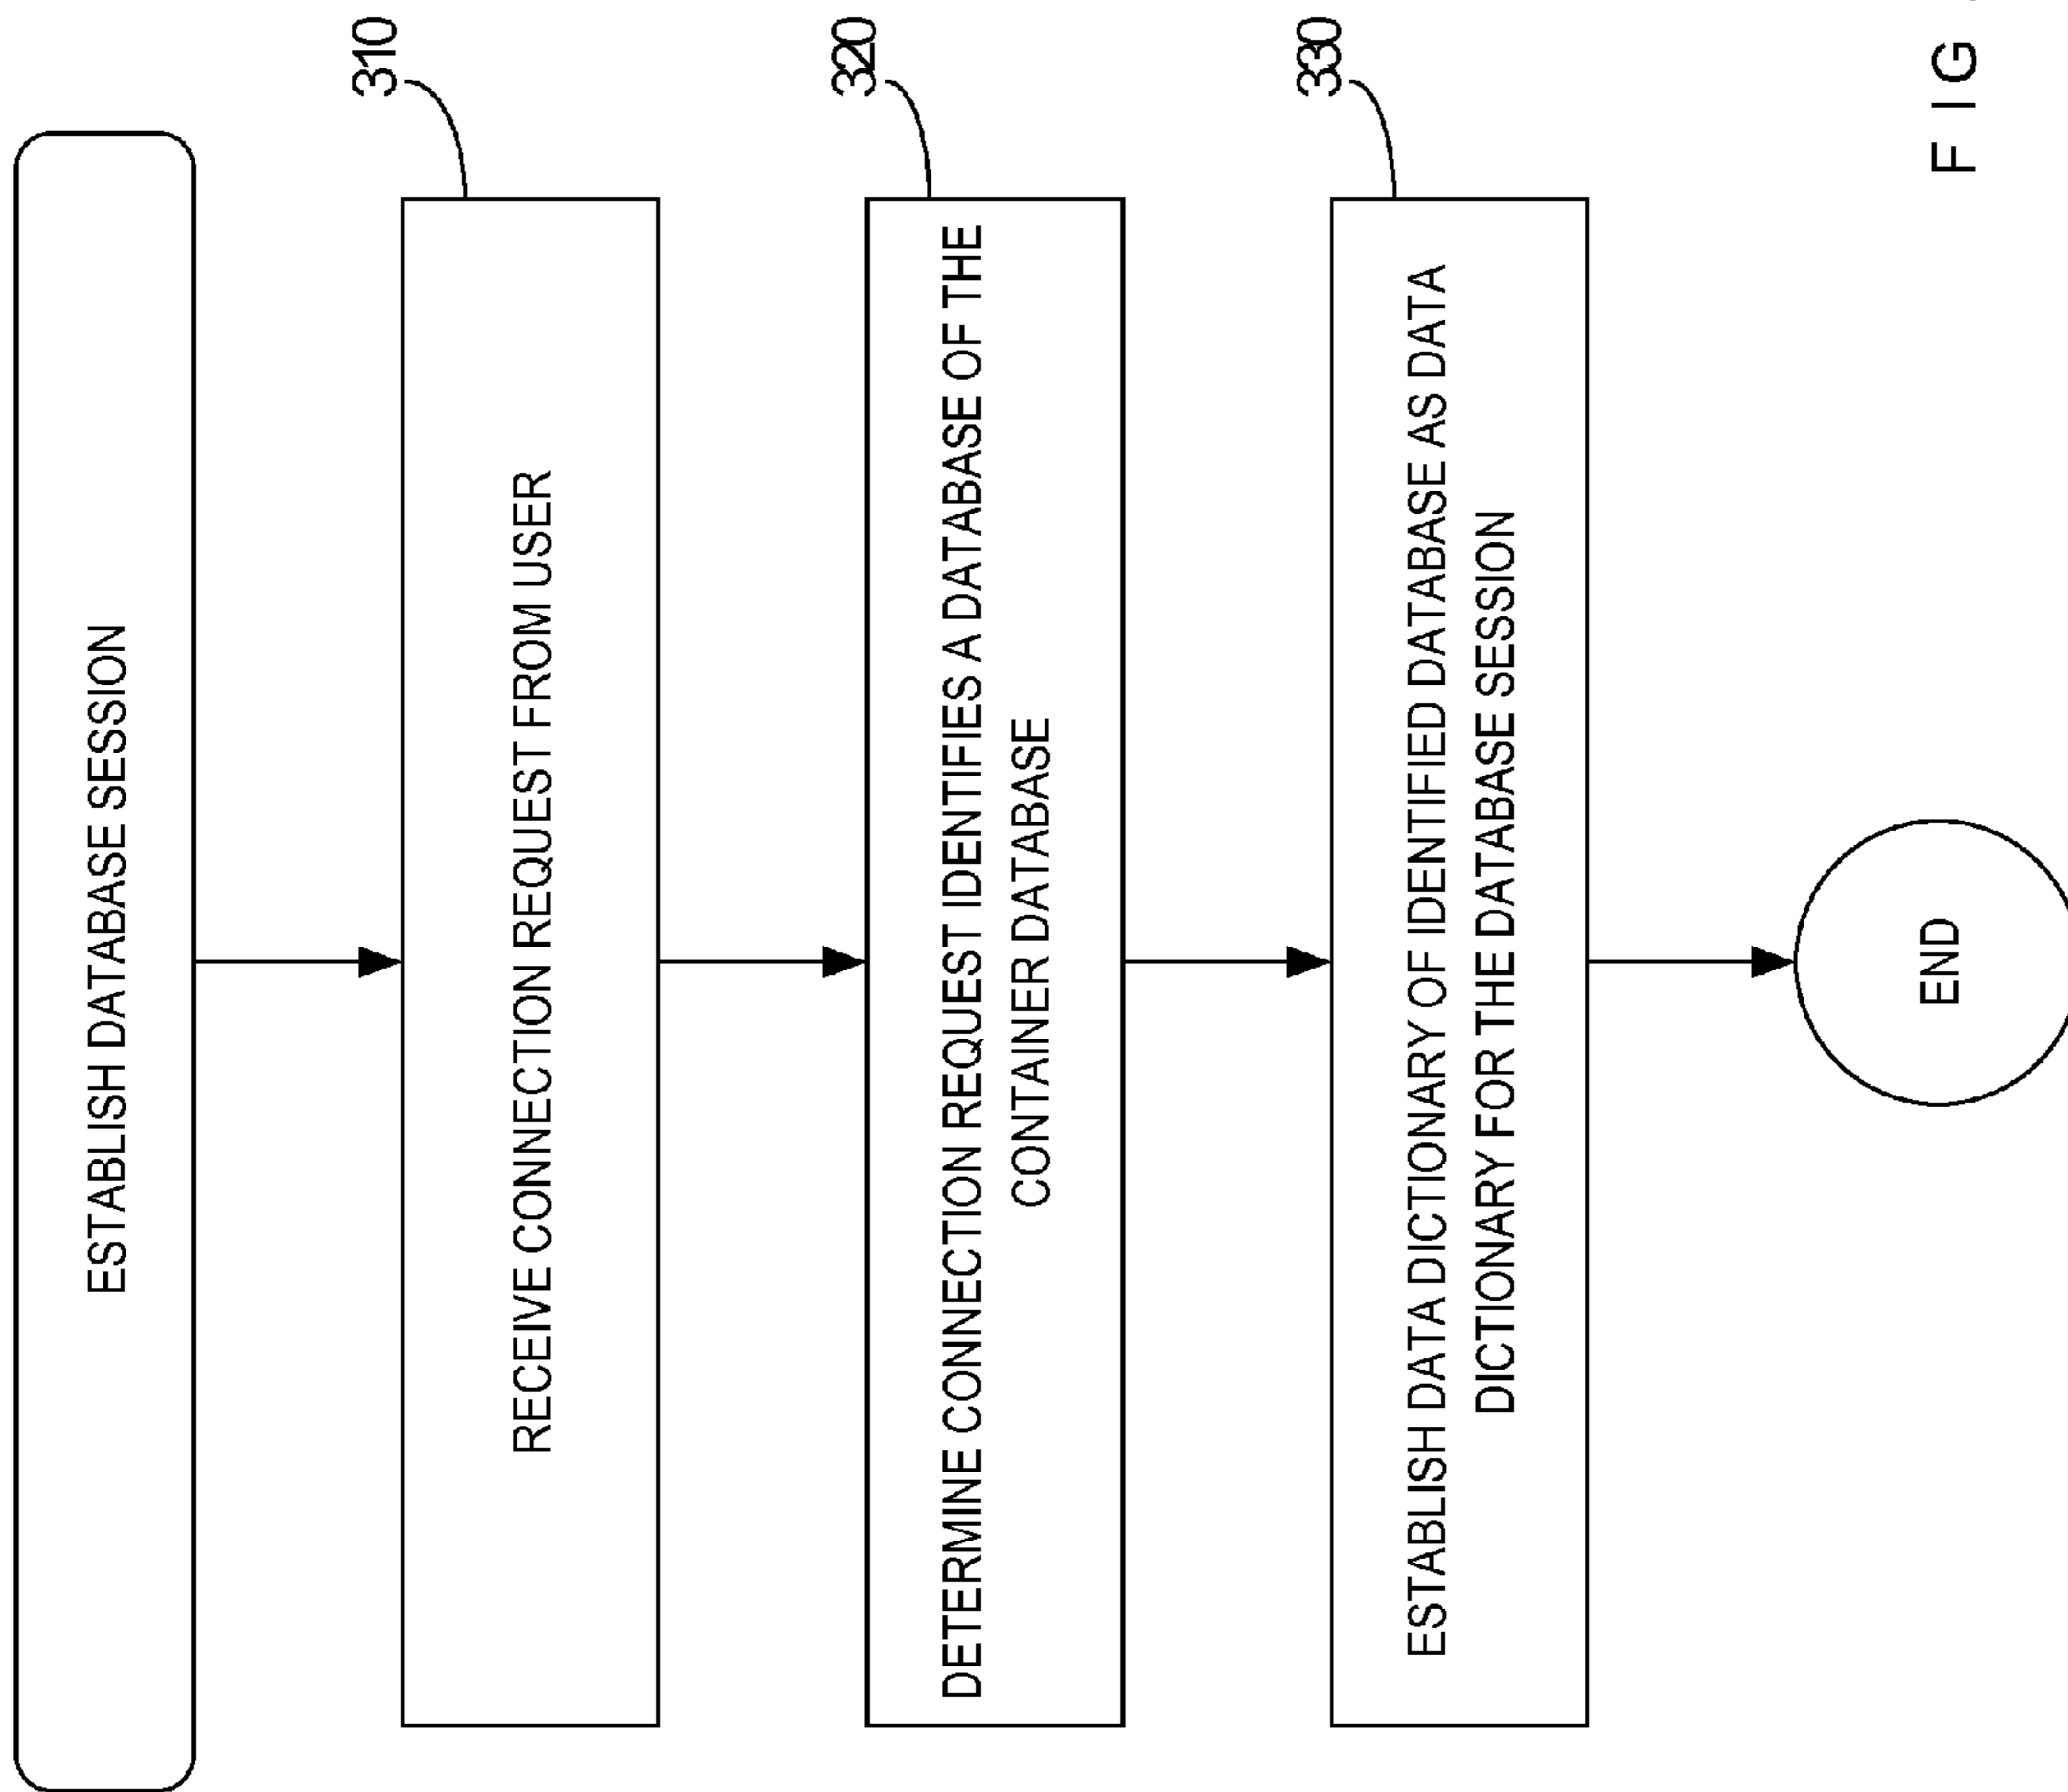 ESTABLISH DATABASE SESSION
310
RECEIVE CONNECTION REQUEST FROM USER
320
DETERMINE CONNECTION REQUEST IDENTIFIES A DATABASE OF THE
CONTAINER DATABASE
330
ESTABLISH DATA DICTIONARY OF IDENTIFIED DATABASE AS DATA
DICTIONARY FOR THE DATABASE SESSION
END
FIG.